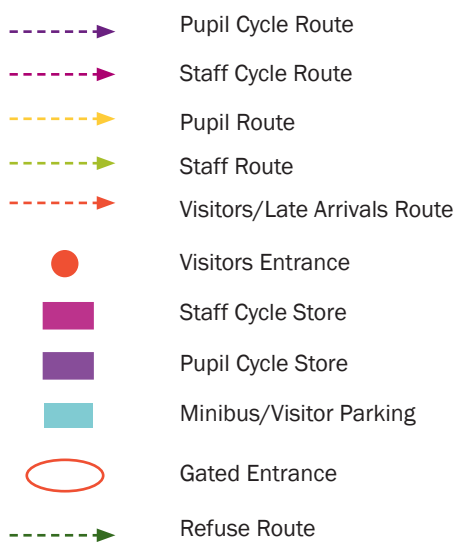 Pupil Cycle Route
Staff Cycle Route
Pupil Route
Staff Route
Visitors/Late Arrivals Route
Visitors Entrance
Staff Cycle Store
Pupil Cycle Store
Minibus/Visitor Parking
Gated Entrance
Refuse Route